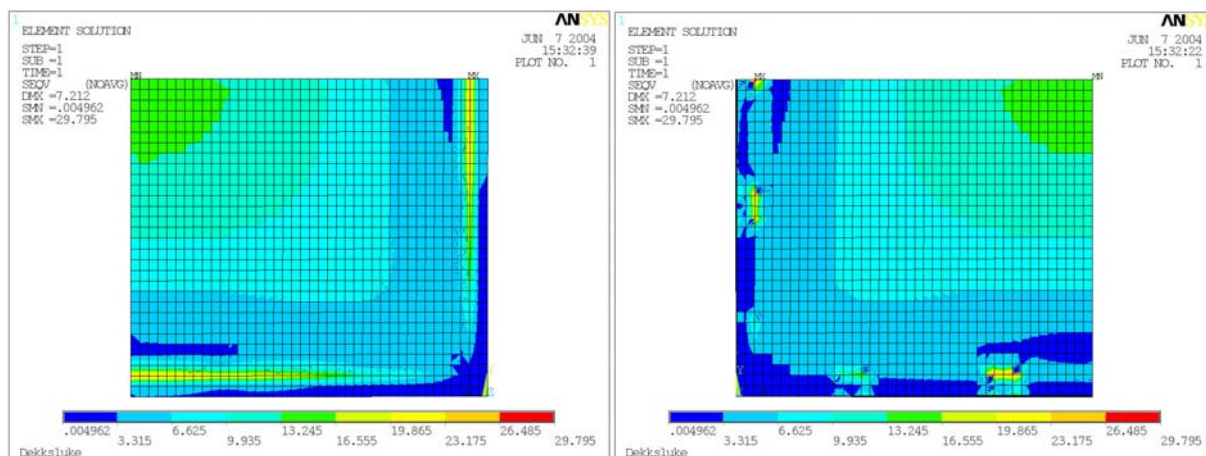 1
ANSYS
ELEMENT SOLUTION
JUN 7 2004
15:32:39
PLOT NO. 1
STEP=1
SUB =1
TIME=1
SEQV (NOAVG)
DMX =7.212
SMN =.004962
SMX =29.795
MN
MX
Y
.004962 6.625 13.245 19.865 26.485
3.315 9.935 16.555 23.175 29.795
Dekksluke
1
ANSYS
ELEMENT SOLUTION
JUN 7 2004
15:32:22
PLOT NO. 1
STEP=1
SUB =1
TIME=1
SEQV (NOAVG)
DMX =7.212
SMN =.004962
SMX =29.795
MX
MN
Y
.004962 6.625 13.245 19.865 26.485
3.315 9.935 16.555 23.175 29.795
Dekksluke